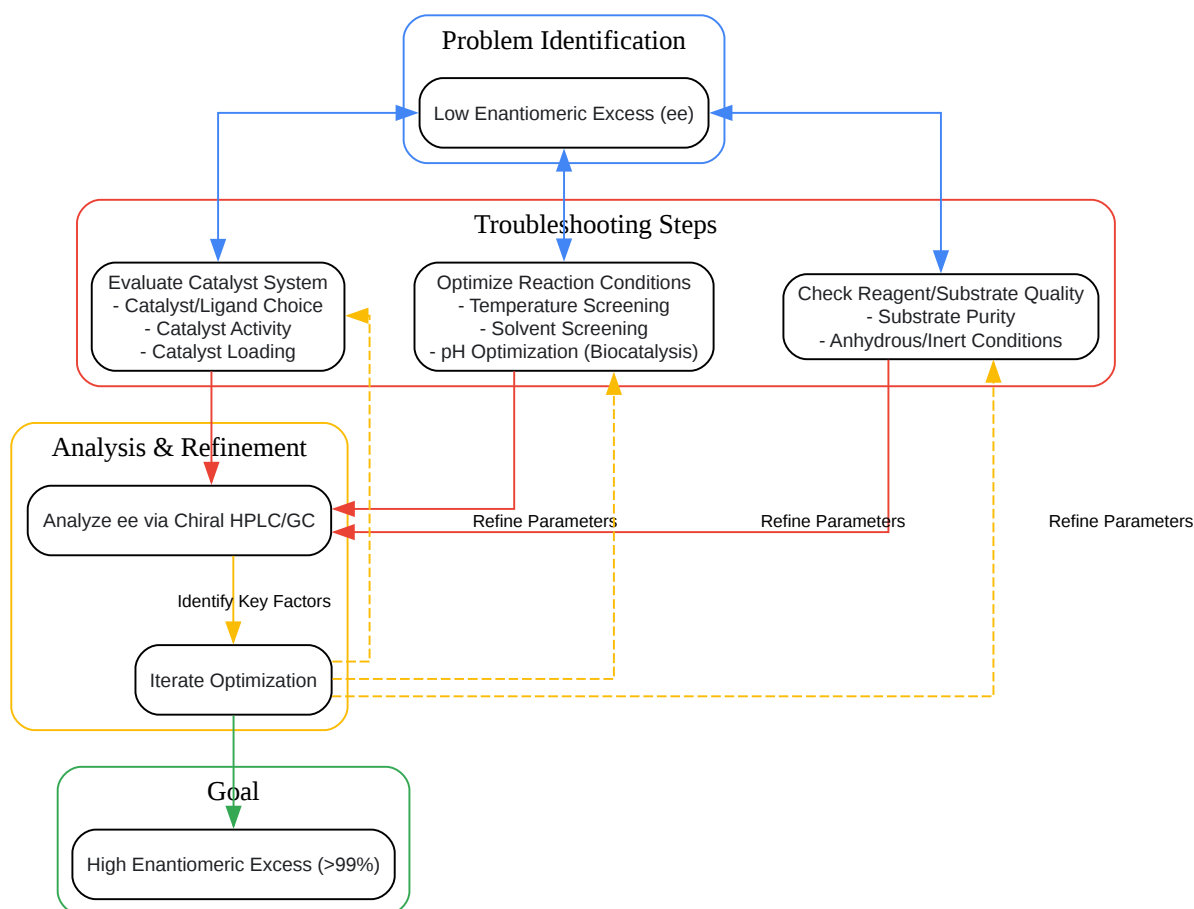 Problem Identification
Low Enantiomeric Excess (ee)
Troubleshooting Steps
Evaluate Catalyst System
- Catalyst/Ligand Choice
- Catalyst Activity
- Catalyst Loading
Optimize Reaction Conditions
- Temperature Screening
- Solvent Screening
- pH Optimization (Biocatalysis)
Check Reagent/Substrate Quality
- Substrate Purity
- Anhydrous/Inert Conditions
Analysis & Refinement
Analyze ee via Chiral HPLC/GC
Refine Parameters
Refine Parameters
Refine Parameters
Identify Key Factors
Iterate Optimization
Goal
High Enantiomeric Excess (>99%)